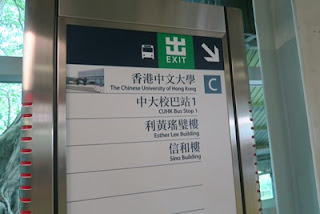 出
EXIT
香港中文大學
The Chinese University of Hong Kong
C
中大校巴站1
CUHK Bus Stop 1
利黃瑤璧樓
Esther Lee Building
信和樓
Sino Building